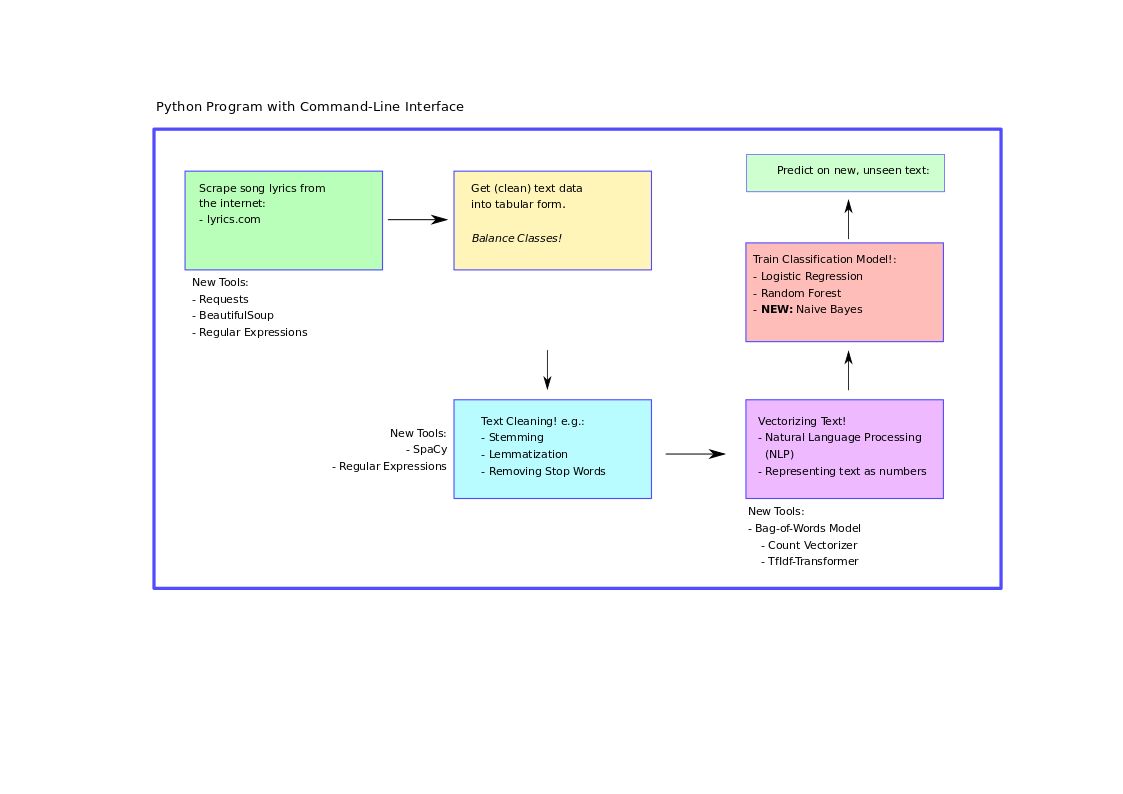 Python Program with Command-Line Interface
Scrape song lyrics from
the internet:
- lyrics.com
New Tools:
- Requests
- BeautifulSoup
- Regular Expressions
Get (clean) text data
into tabular form.
Balance Classes!
New Tools:
- SpaCy
- Regular Expressions
Text Cleaning! e.g.:
- Stemming
- Lemmatization
- Removing Stop Words
Vectorizing Text!
- Natural Language Processing
(NLP)
- Representing text as numbers
New Tools:
- Bag-of-Words Model
- Count Vectorizer
- TfIdf-Transformer
Train Classification Model!:
- Logistic Regression
- Random Forest
- NEW: Naive Bayes
Predict on new, unseen text: